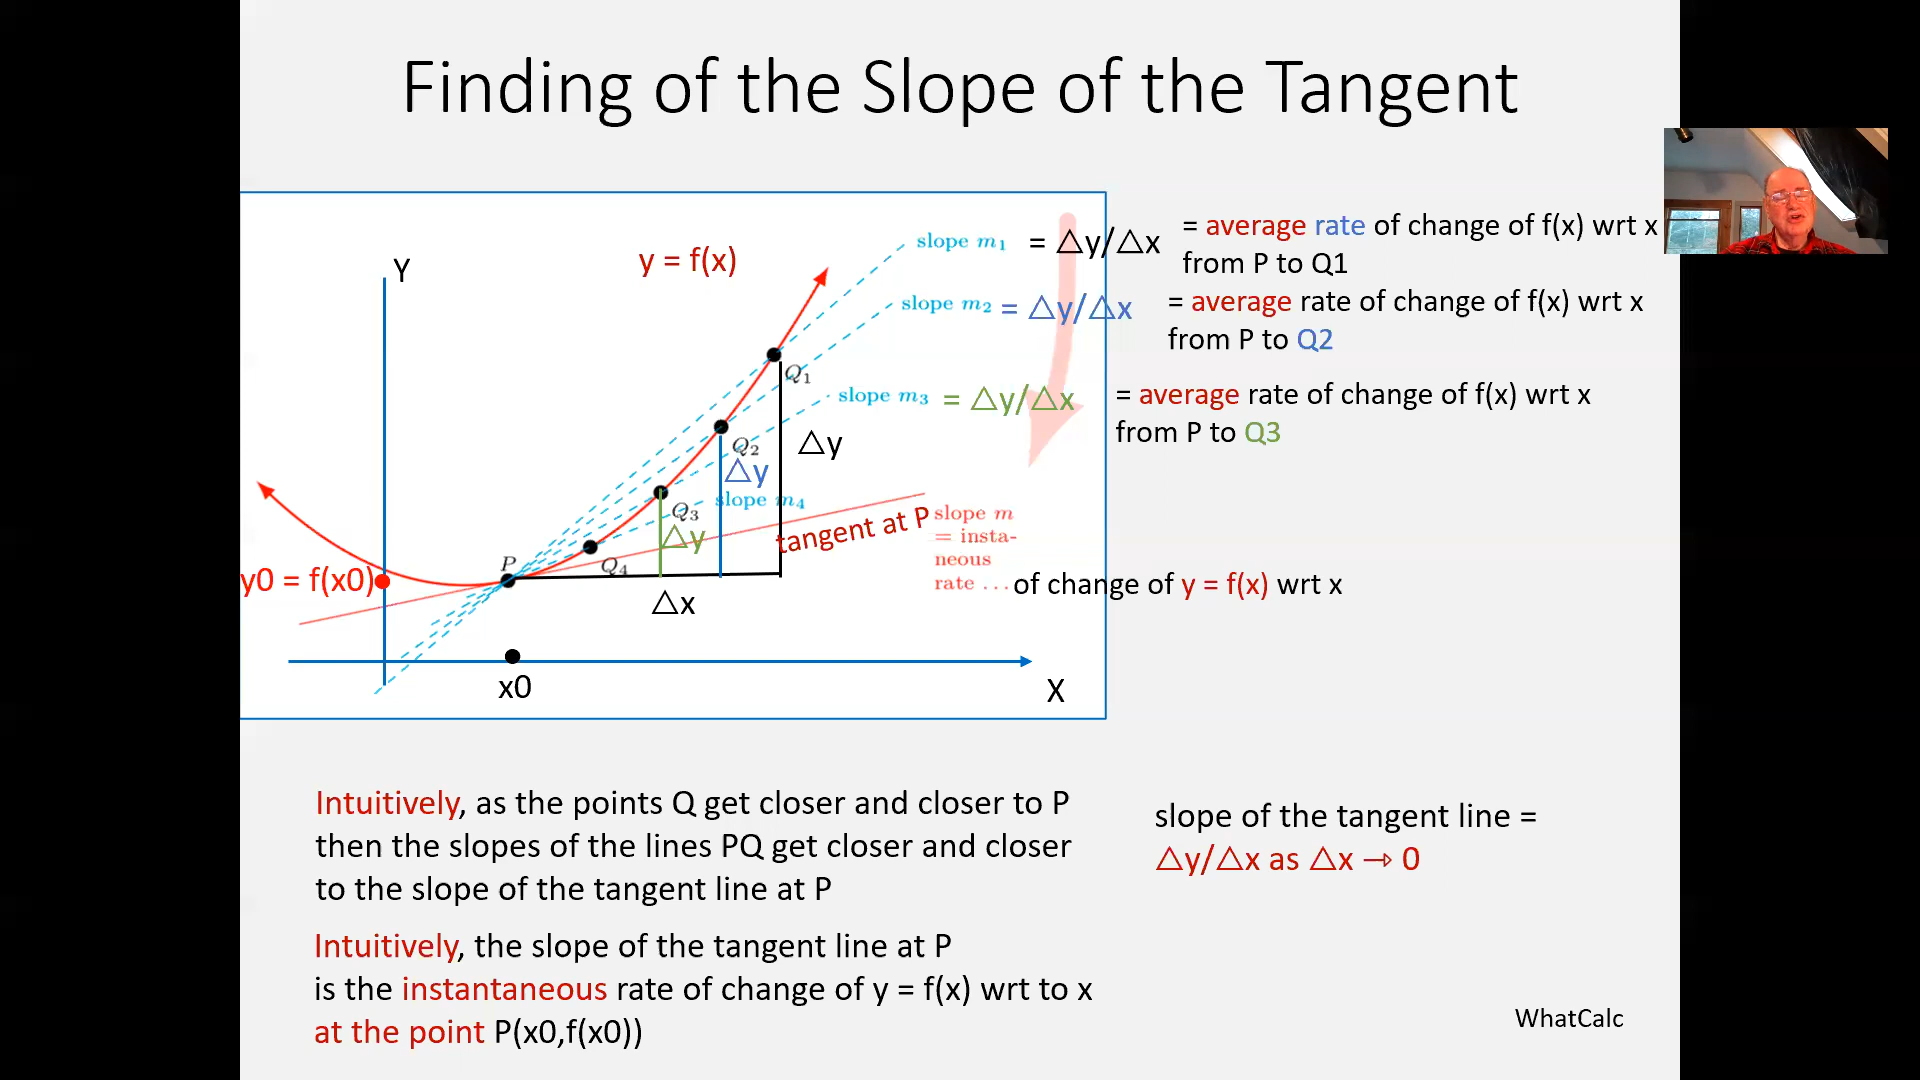 Finding of the Slope of the Tangent
Y
y = f(x)
slope m1 = △y/△x
= average rate of change of f(x) wrt x
from P to Q1
slope m2 = △y/△x
= average rate of change of f(x) wrt x
from P to Q2
slope m3 = △y/△x
= average rate of change of f(x) wrt x
from P to Q3
Q1
△y
Q2
△y
slope m4
Q3
△y
tangent at P
slope m
= insta-
neous
rate ... of change of y = f(x) wrt x
P
Q4
y0 = f(x0)
△x
x0
X
Intuitively, as the points Q get closer and closer to P
then the slopes of the lines PQ get closer and closer
to the slope of the tangent line at P
slope of the tangent line =
△y/△x as △x → 0
Intuitively, the slope of the tangent line at P
is the instantaneous rate of change of y = f(x) wrt to x
at the point P(x0,f(x0))
WhatCalc